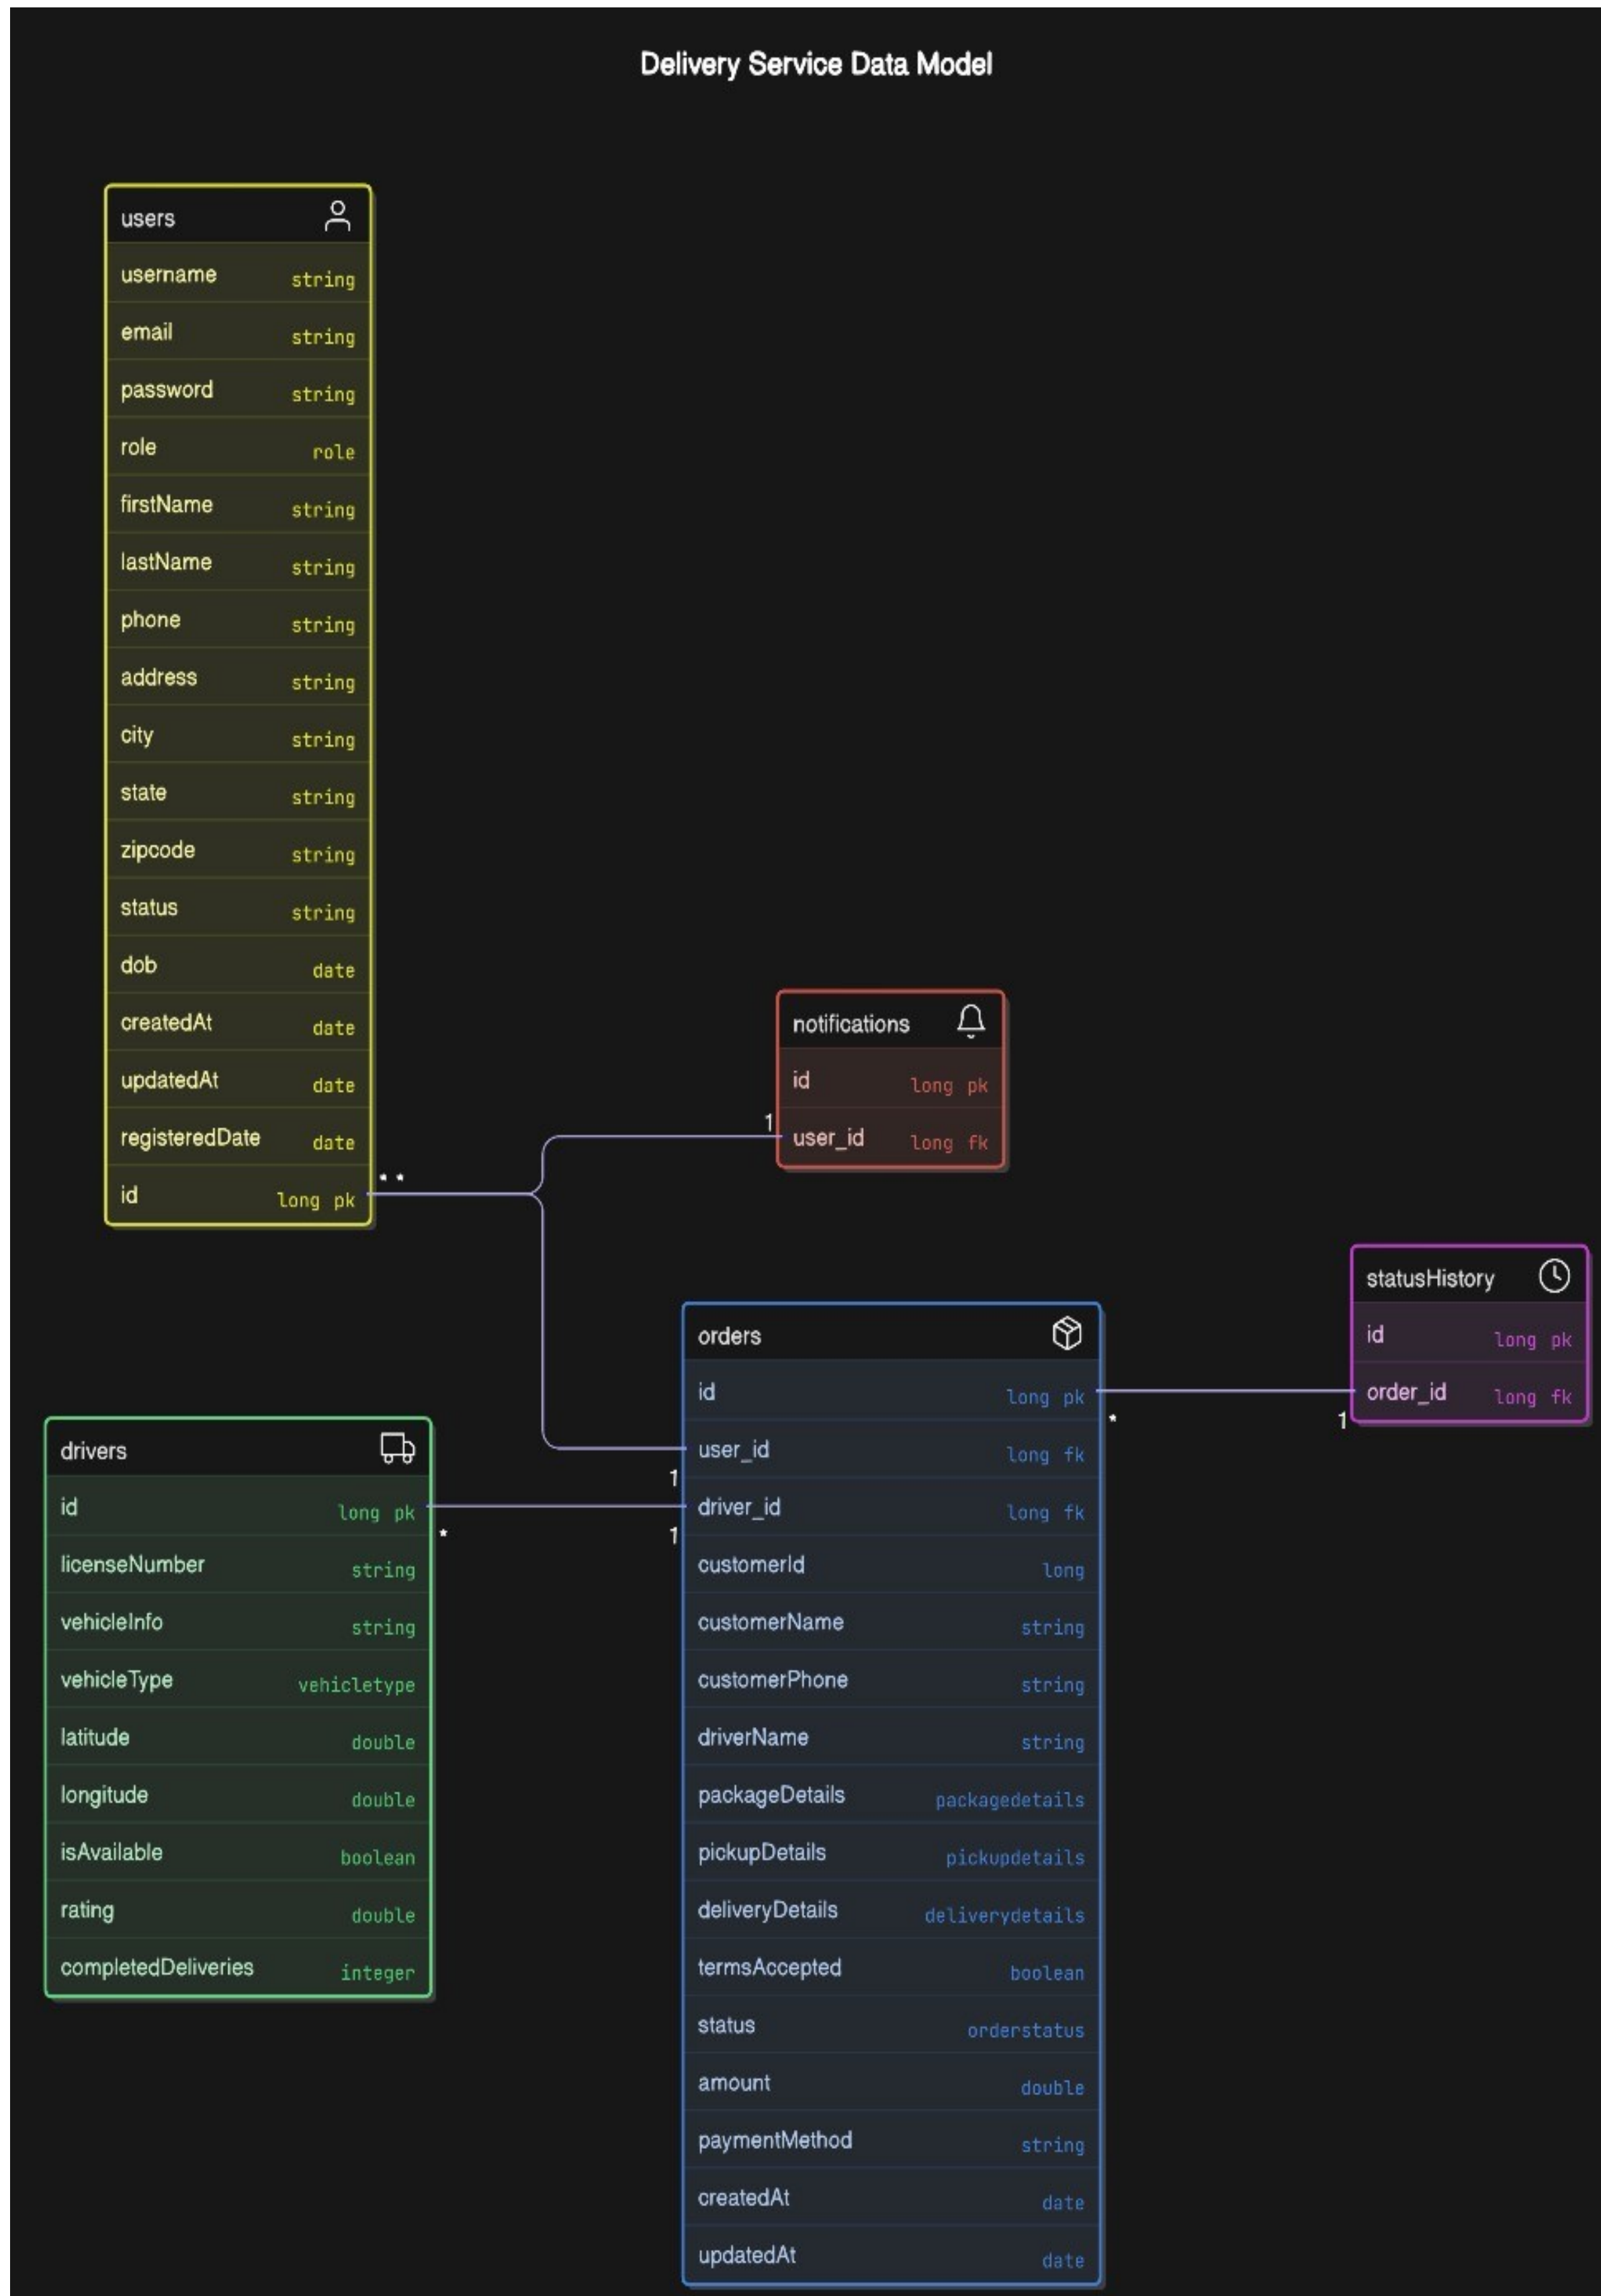 Delivery Service Data Model
users
username string
email string
password string
role role
firstName string
lastName string
phone string
address string
city string
state string
zipcode string
status string
dob date
createdAt date
updatedAt date
registeredDate date
id long pk
* *
notifications
id long pk
1
user_id long fk
statusHistory
id long pk
order_id long fk
1
orders
id long pk
*
user_id long fk
1
driver_id long fk
1
customerId long
customerName string
customerPhone string
driverName string
packageDetails packagedetails
pickupDetails pickupdetails
deliveryDetails deliverydetails
termsAccepted boolean
status orderstatus
amount double
paymentMethod string
createdAt date
updatedAt date
drivers
id long pk
*
licenseNumber string
vehicleInfo string
vehicleType vehicletype
latitude double
longitude double
isAvailable boolean
rating double
completedDeliveries integer